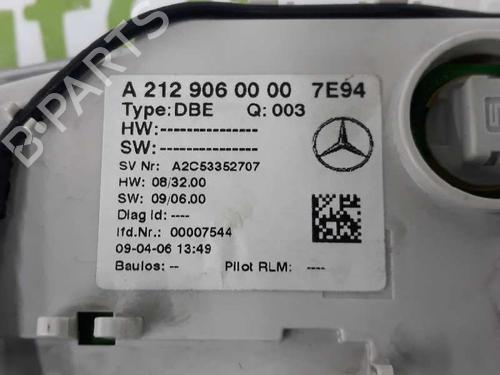 A 212 906 00 00 7E94
Type: DBE Q: 003
HW:---------------
SW:---------------
SV Nr: A2C53352707
HW: 08/32.00
SW: 09/06.00
Diag Id: ----
lfd.Nr.: 00007544
09-04-06 13:49
Baulos: -- Pilot RLM: ----
B-PARTS